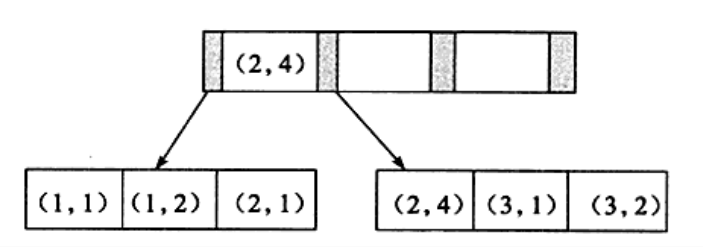 (2,4)
(1,1) (1,2) (2,1) (2,4) (3,1) (3,2)